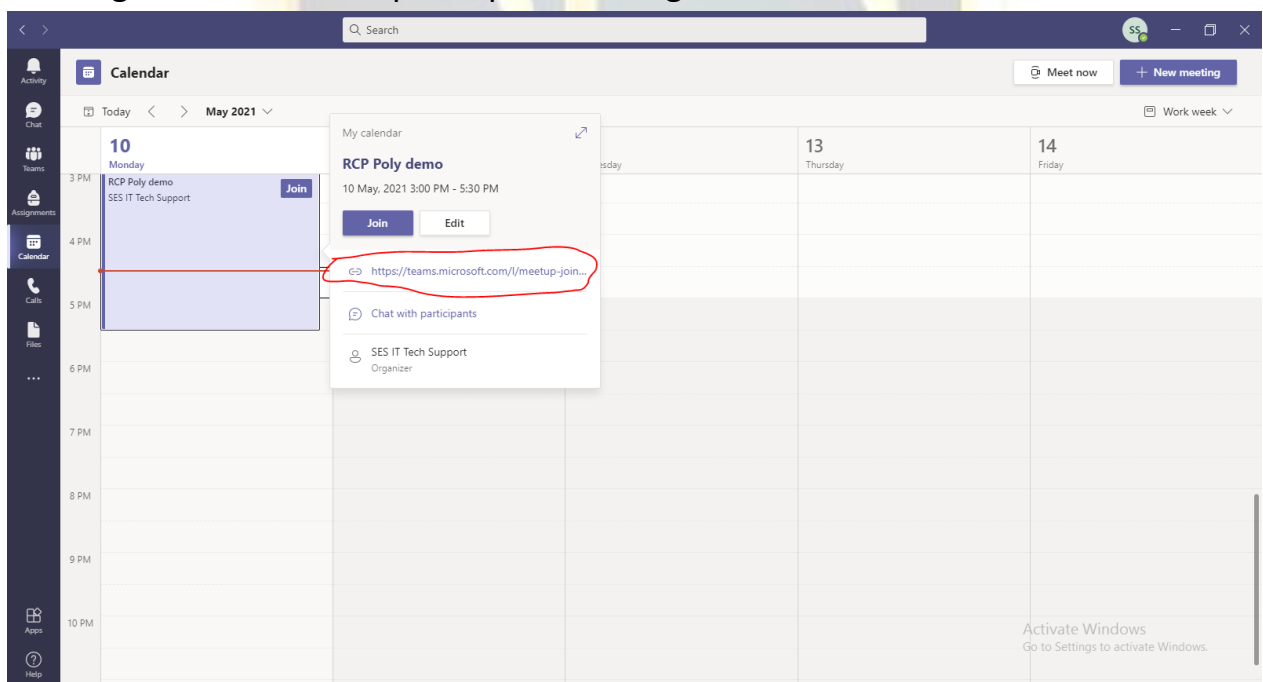 Search
SS
Activity
Chat
Teams
Assignments
Calendar
Calls
Files
...
Apps
Help
Calendar
Meet now
+ New meeting
Today < > May 2021
Work week
10
Monday
esday
13
Thursday
14
Friday
3 PM
4 PM
5 PM
6 PM
7 PM
8 PM
9 PM
10 PM
RCP Poly demo
SES IT Tech Support
Join
My calendar
RCP Poly demo
10 May, 2021 3:00 PM - 5:30 PM
Join Edit
https://teams.microsoft.com/l/meetup-join...
Chat with participants
SES IT Tech Support
Organizer
Activate Windows
Go to Settings to activate Windows.